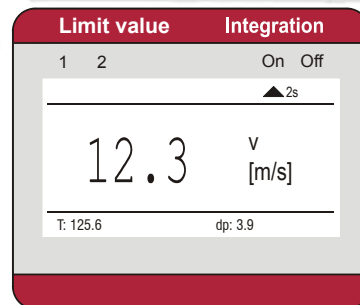 Limit value Integration
1 2 On Off
2s
12.3 v
[m/s]
T: 125.6 dp: 3.9